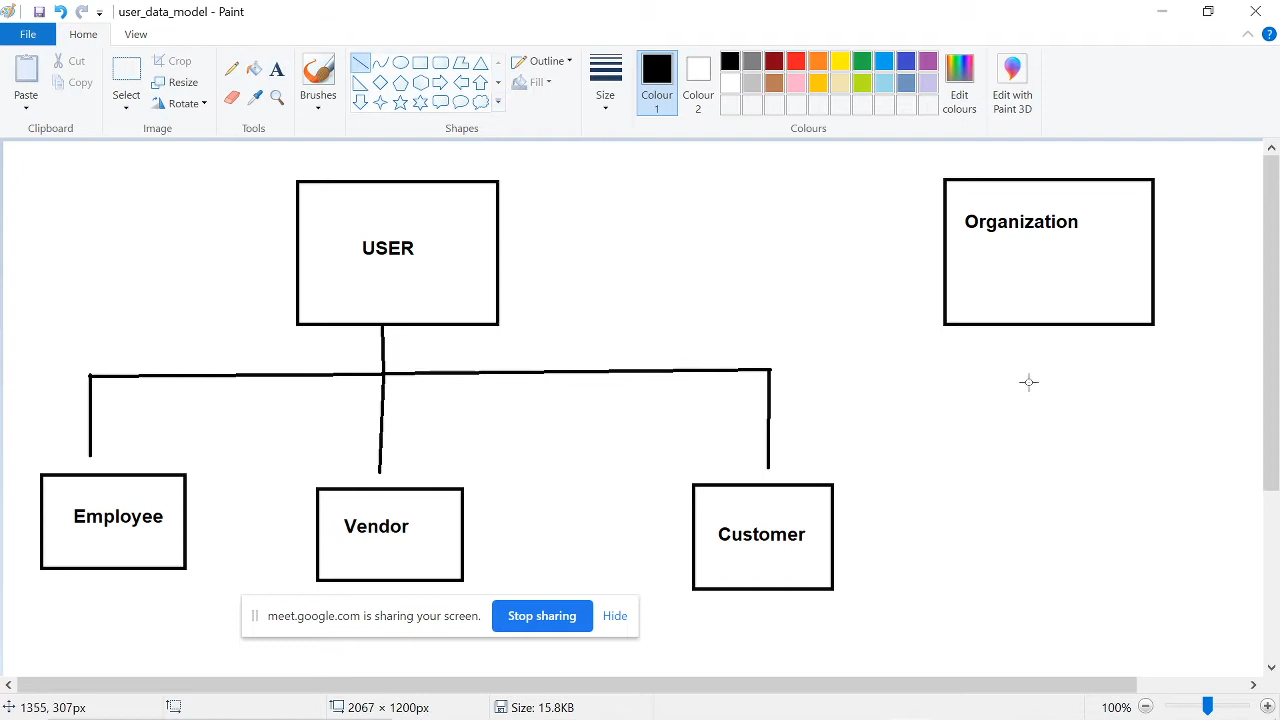 user_data_model - Paint
File
Home
View
Paste
Cut
Copy
Clipboard
Select
Crop
Resize
Rotate
Image
A
Tools
Brushes
Shapes
Outline
Fill
Size
Colour
1
Colour
2
Colours
Edit
colours
Edit with
Paint 3D
USER
Organization
Employee
Vendor
Customer
meet.google.com is sharing your screen.
Stop sharing
Hide
1355, 307px
2067 × 1200px
Size: 15.8KB
100%